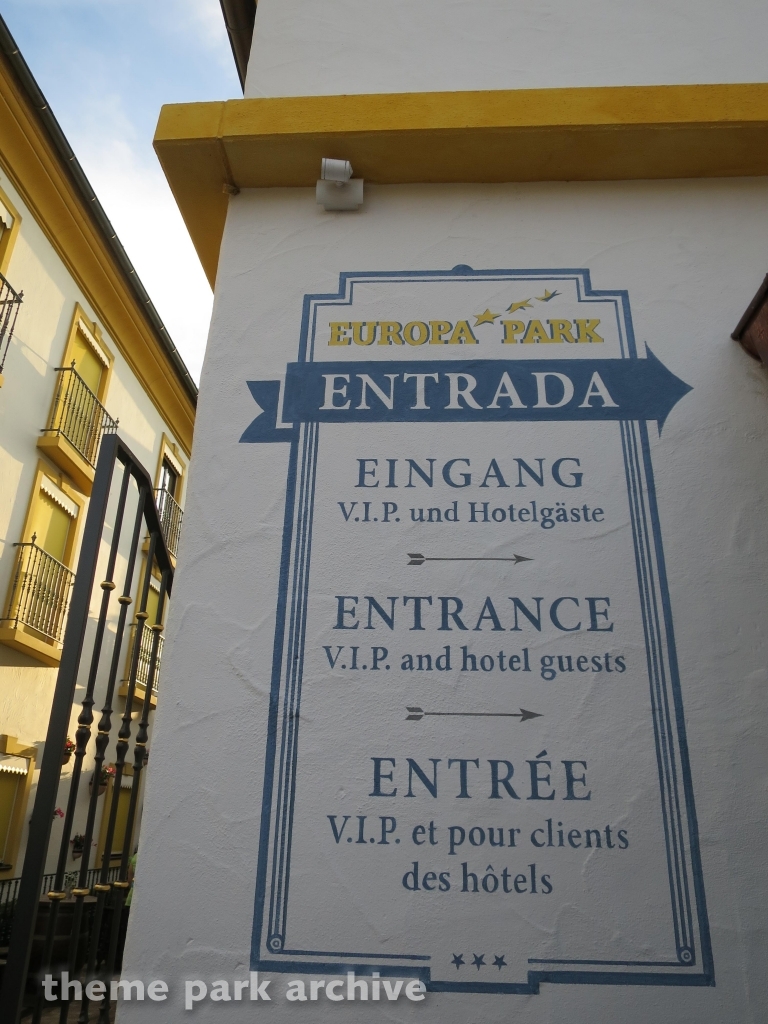 EUROPA PARK
ENTRADA
EINGANG
V.I.P. und Hotelgäste
ENTRANCE
V.I.P. and hotel guests
ENTRÉE
V.I.P. et pour clients
des hôtels
theme park archive